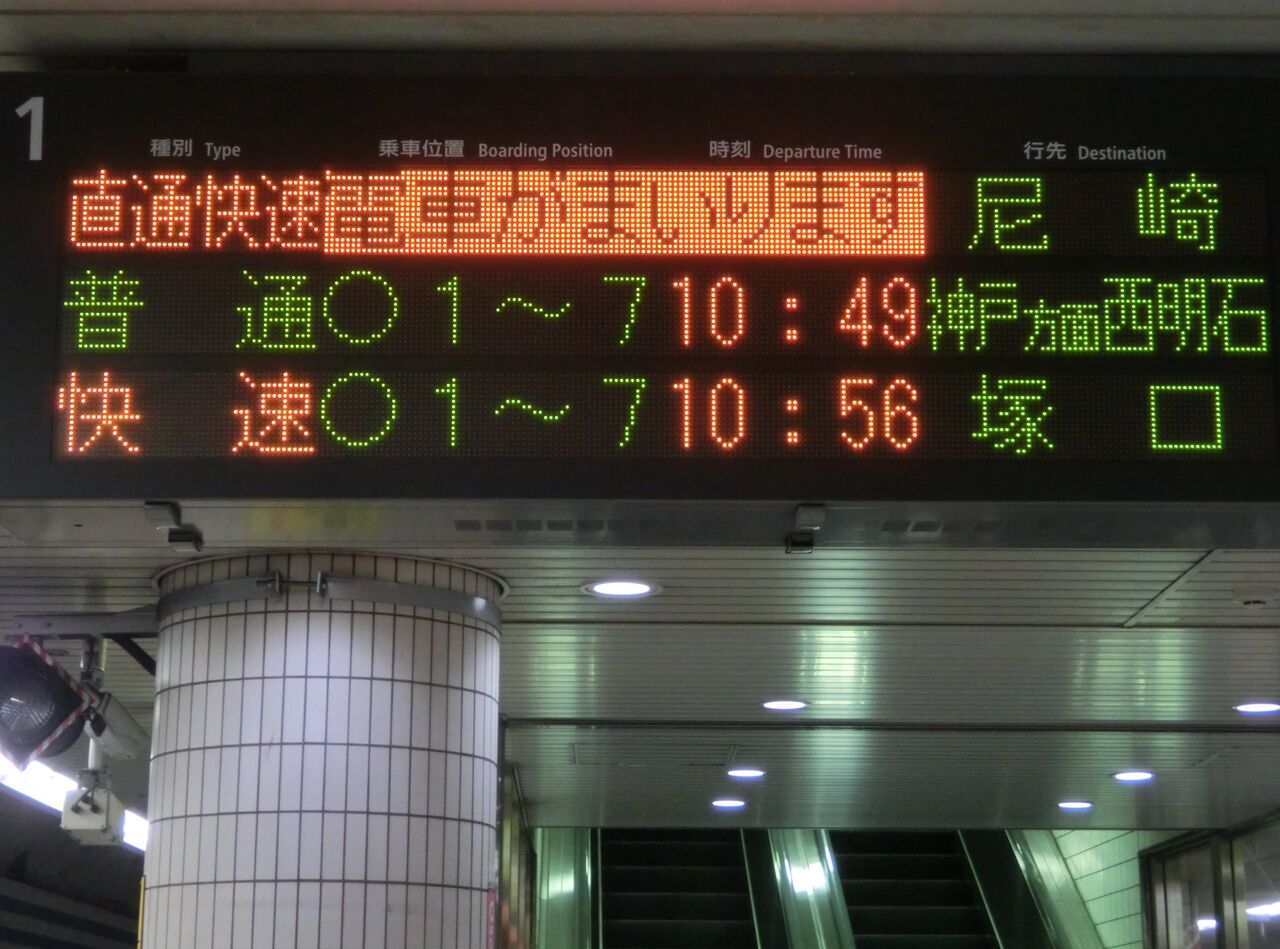 1
種別 Type 乗車位置 Boarding Position 時刻 Departure Time 行先 Destination
直通快速 電車がまいります 尼崎
普通 ○ 1～7 10:49 神戸方面西明石
快速 ○ 1～7 10:56 塚口